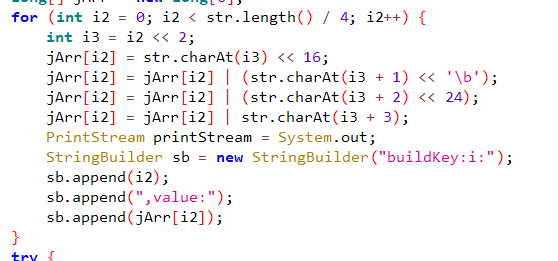 for (int i2 = 0; i2 < str.length() / 4; i2++) {
int i3 = i2 << 2;
jArr[i2] = str.charAt(i3) << 16;
jArr[i2] = jArr[i2] | (str.charAt(i3 + 1) << '\b');
jArr[i2] = jArr[i2] | (str.charAt(i3 + 2) << 24);
jArr[i2] = jArr[i2] | str.charAt(i3 + 3);
PrintStream printStream = System.out;
StringBuilder sb = new StringBuilder("buildKey:i:");
sb.append(i2);
sb.append(",value:");
sb.append(jArr[i2]);
}
try {